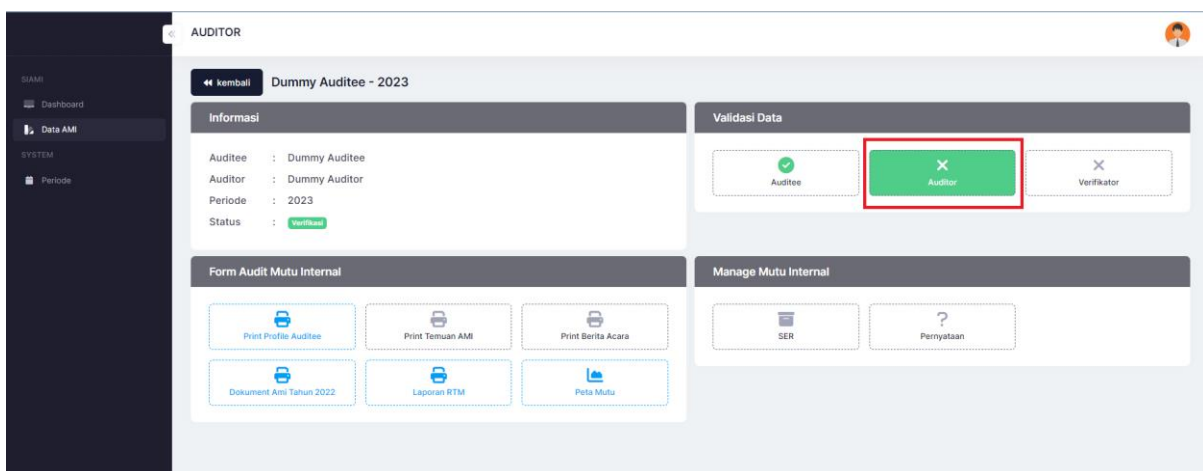 AUDITOR
SIAMI
Dashboard
Data AMI
SYSTEM
Periode
kembali
Dummy Auditee - 2023
Informasi
Auditee : Dummy Auditee
Auditor : Dummy Auditor
Periode : 2023
Status : Verifikasi
Validasi Data
Auditee
Auditor
Verifikator
Form Audit Mutu Internal
Print Profile Auditee
Print Temuan AMI
Print Berita Acara
Dokument Ami Tahun 2022
Laporan RTM
Peta Mutu
Manage Mutu Internal
SER
Pernyataan